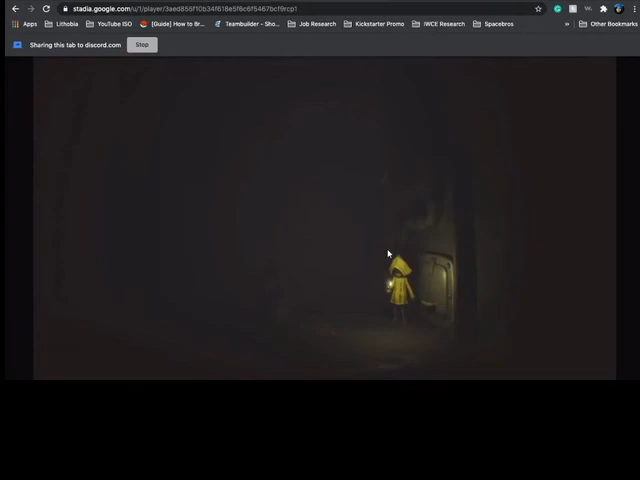 stadia.google.com/u/1/player/3aed855f10b34f618e5f8c6f5467bcf9rcp1
Apps Lithobia YouTube ISO [Guide] How to Br... Teambuilder - Sho... Job Research Kickstarter Promo IWCE Research Spacebros » Other Bookmarks
Sharing this tab to discord.com Stop